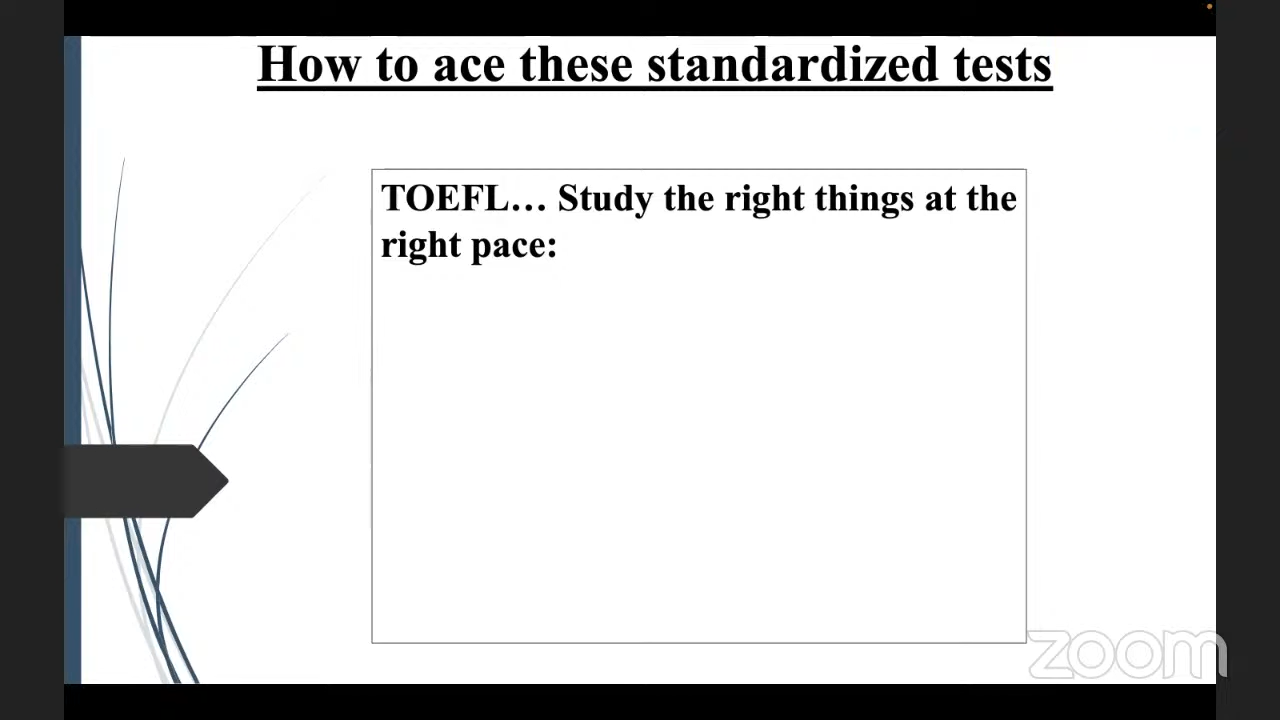 How to ace these standardized tests
TOEFL… Study the right things at the
right pace:
zoom